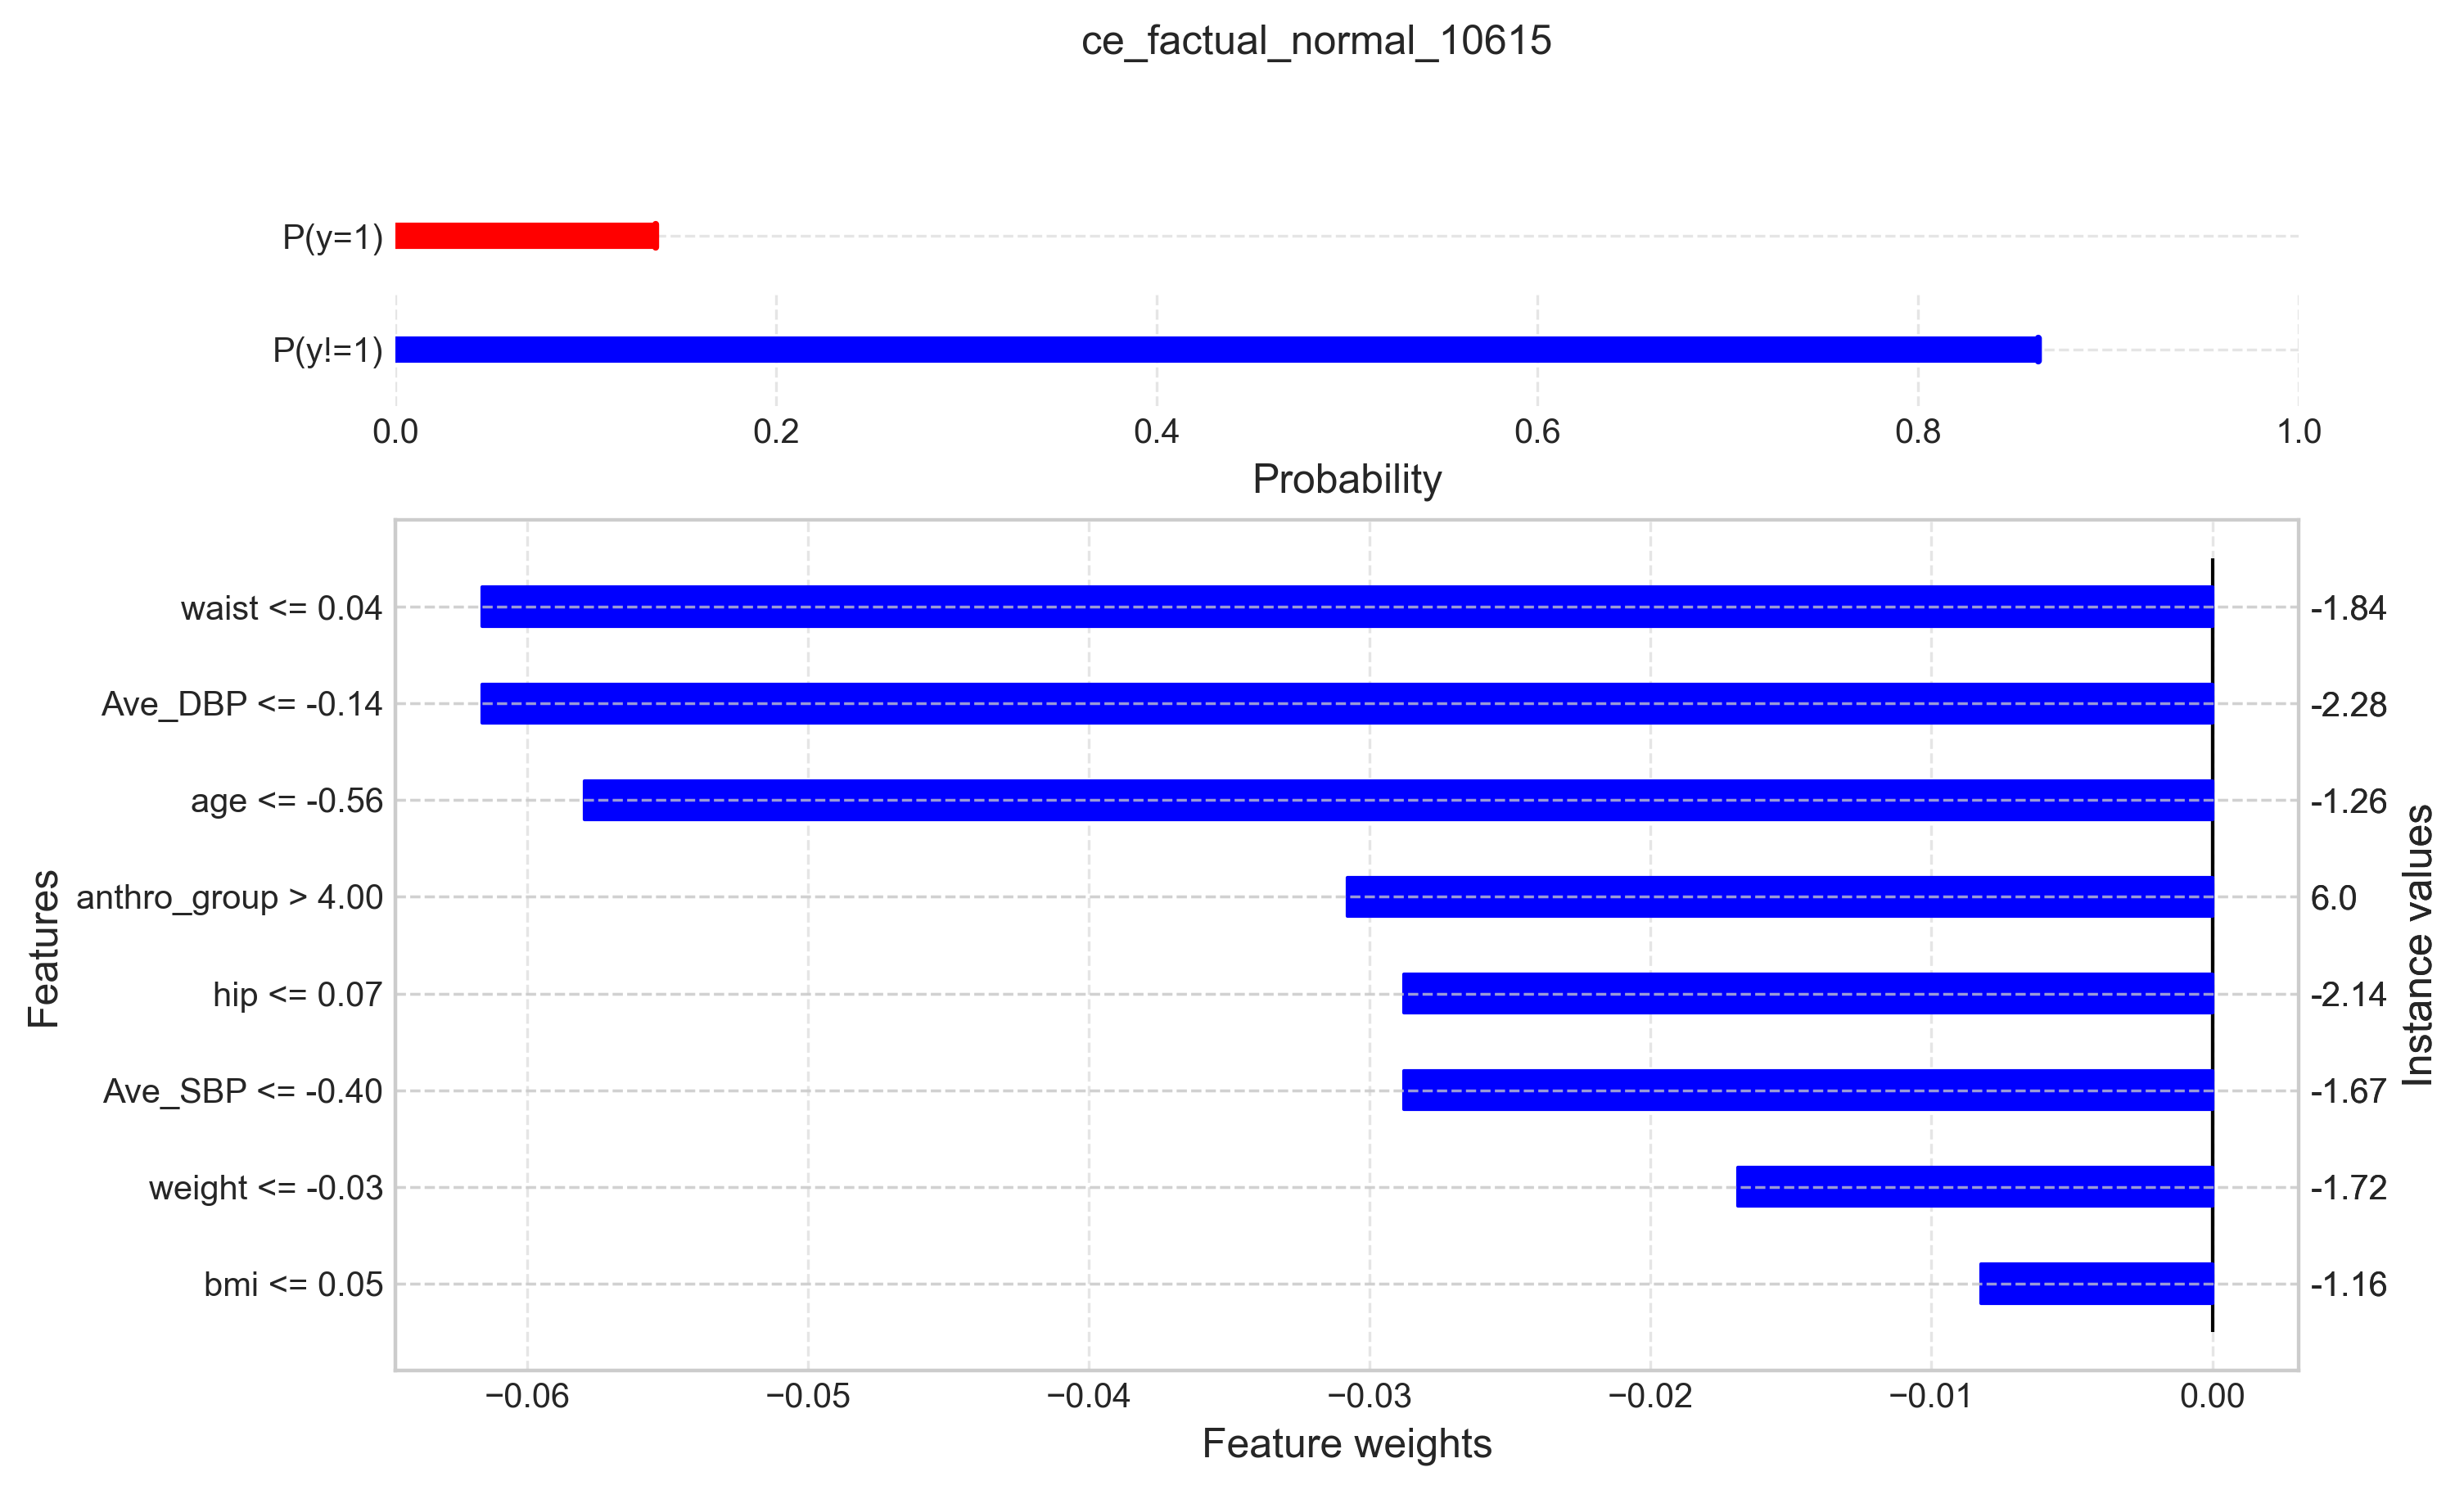 ce_factual_normal_10615
P(y=1)
P(y!=1)
0.0 0.2 0.4 0.6 0.8 1.0
Probability
waist <= 0.04 -1.84
Ave_DBP <= -0.14 -2.28
age <= -0.56 -1.26
anthro_group > 4.00 6.0
hip <= 0.07 -2.14
Ave_SBP <= -0.40 -1.67
weight <= -0.03 -1.72
bmi <= 0.05 -1.16
Features
Instance values
−0.06 −0.05 −0.04 −0.03 −0.02 −0.01 0.00
Feature weights